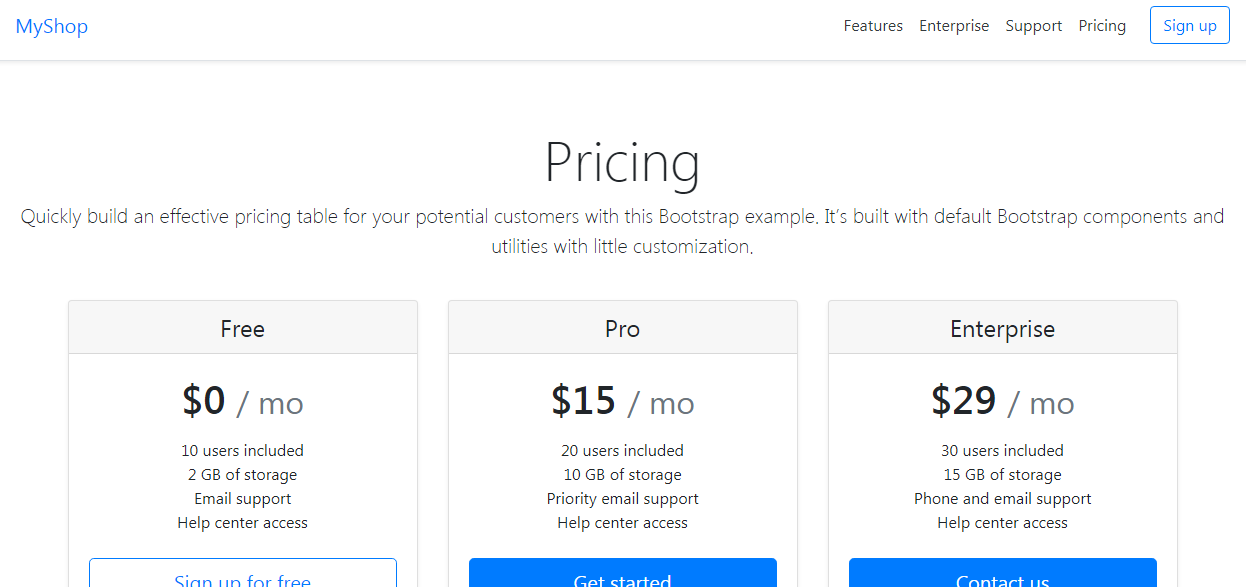 MyShop
Features Enterprise Support Pricing Sign up
Pricing
Quickly build an effective pricing table for your potential customers with this Bootstrap example. It's built with default Bootstrap components and
utilities with little customization.
Free
$0 / mo
10 users included
2 GB of storage
Email support
Help center access
Sign up for free
Pro
$15 / mo
20 users included
10 GB of storage
Priority email support
Help center access
Get started
Enterprise
$29 / mo
30 users included
15 GB of storage
Phone and email support
Help center access
Contact us